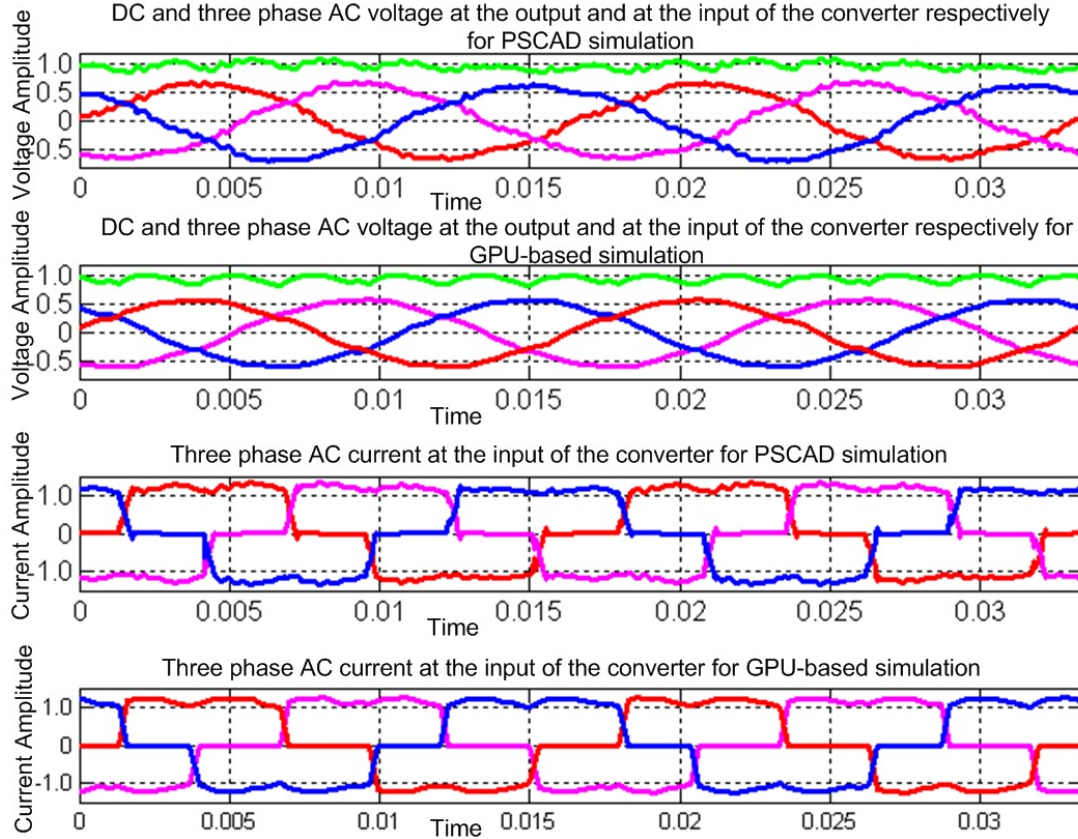 DC and three phase AC voltage at the output and at the input of the converter respectively
for PSCAD simulation
Voltage Amplitude
1.0
0.5
0
-0.5
0 0.005 0.01 0.015 0.02 0.025 0.03
Time
DC and three phase AC voltage at the output and at the input of the converter respectively for
GPU-based simulation
Voltage Amplitude
1.0
0.5
0
-0.5
0 0.005 0.01 0.015 0.02 0.025 0.03
Time
Three phase AC current at the input of the converter for PSCAD simulation
Current Amplitude
1.0
0
-1.0
0 0.005 0.01 0.015 0.02 0.025 0.03
Time
Three phase AC current at the input of the converter for GPU-based simulation
Current Amplitude
1.0
0
-1.0
0 0.005 0.01 0.015 0.02 0.025 0.03
Time